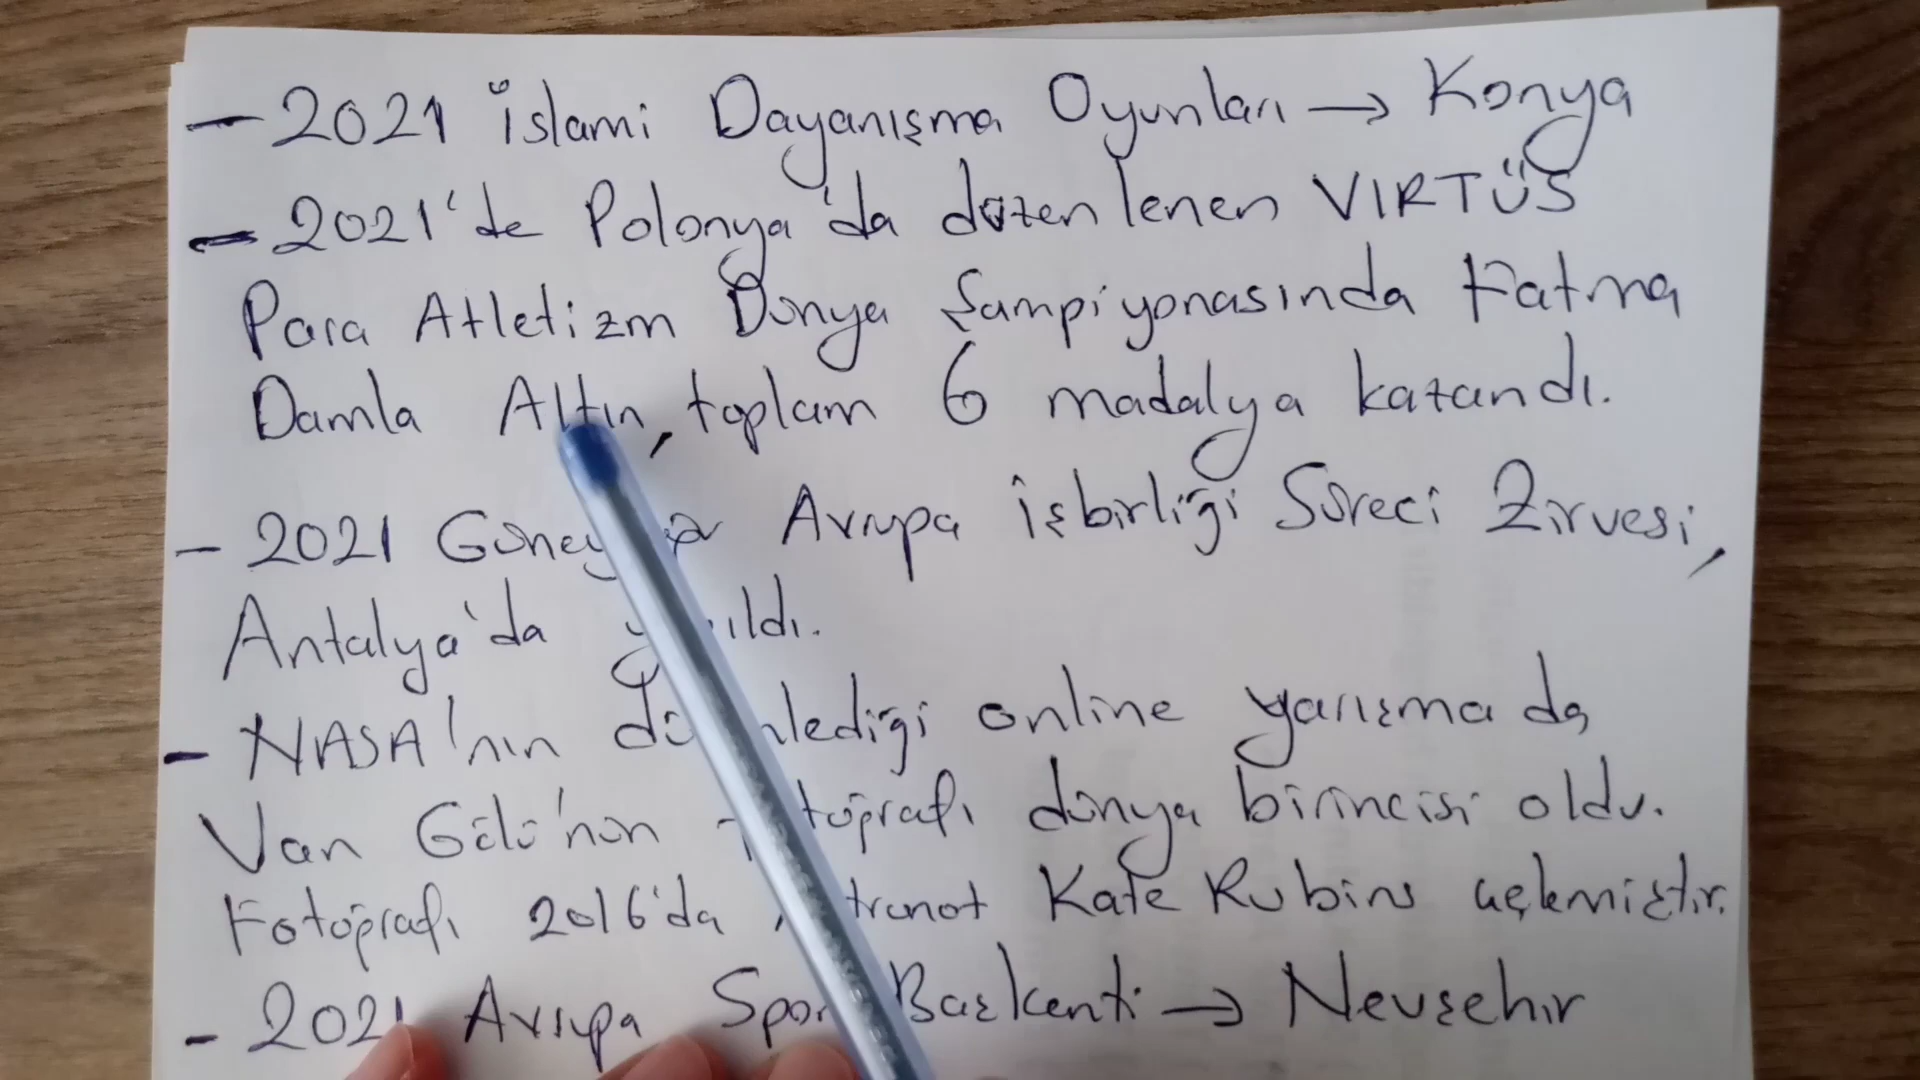 - 2021 İslami Dayanışma Oyunları → Konya
- 2021'de Polonya'da düzenlenen VIRTÜS
Para Atletizm Dünya Şampiyonasında Fatma
Damla Altın, toplam 6 madalya kazandı.
- 2021 Avrupa İşbirliği Süreci Zirvesi,
Antalya'da
- NASA'nın online yarışmada
Van Gölü'nün dünya birincisi oldu.
Fotoğrafı 2016'da Kate Rubins çekmiştir.
- 2021 Avrupa Spor Başkenti → Nevşehir